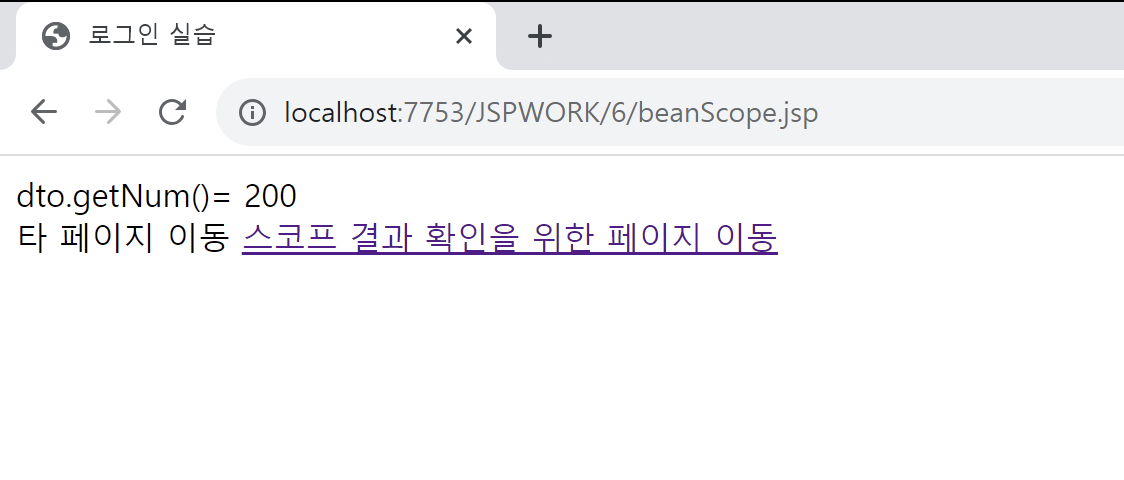 로그인 실습
localhost:7753/JSPWORK/6/beanScope.jsp
dto.getNum()= 200
타 페이지 이동 스코프 결과 확인을 위한 페이지 이동